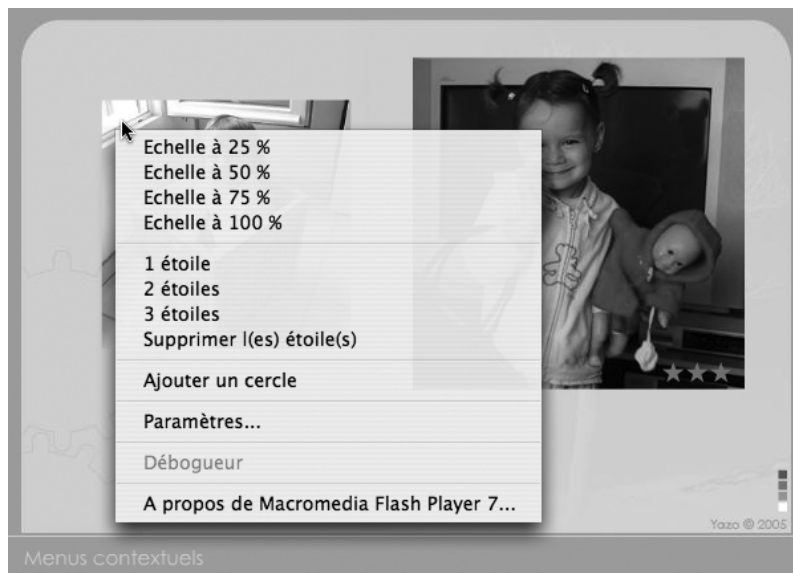 Echelle à 25 %
Echelle à 50 %
Echelle à 75 %
Echelle à 100 %
1 étoile
2 étoiles
3 étoiles
Supprimer l(es) étoile(s)
Ajouter un cercle
Paramètres...
Débogueur
A propos de Macromedia Flash Player 7...
Yazo © 2005
Menus contextuels